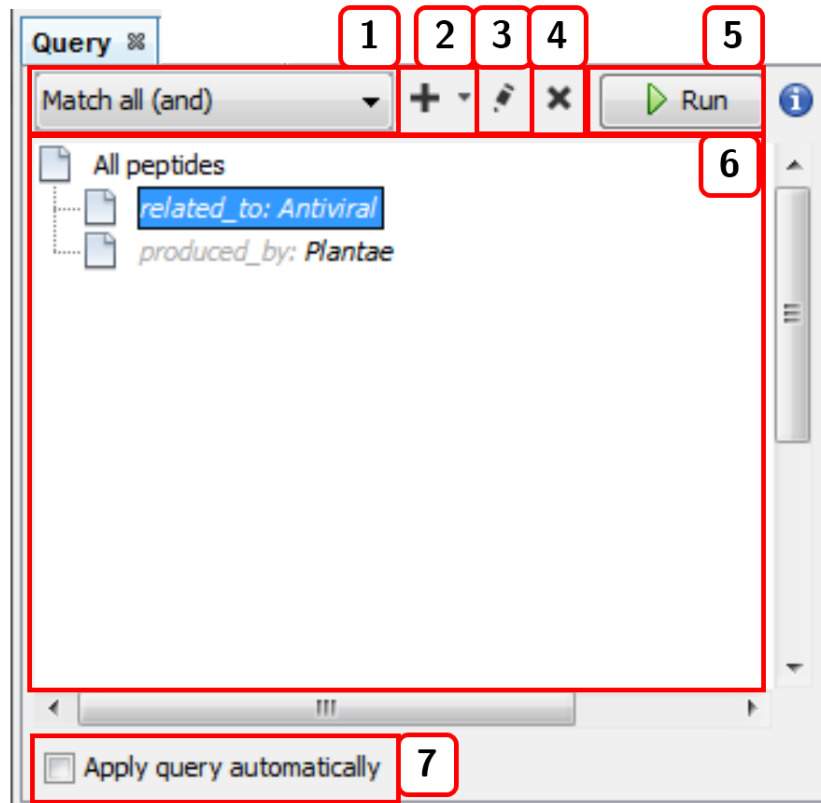 Query
1 2 3 4 5
Match all (and) Run
6
All peptides
related_to: Antiviral
produced_by: Plantae
Apply query automatically 7